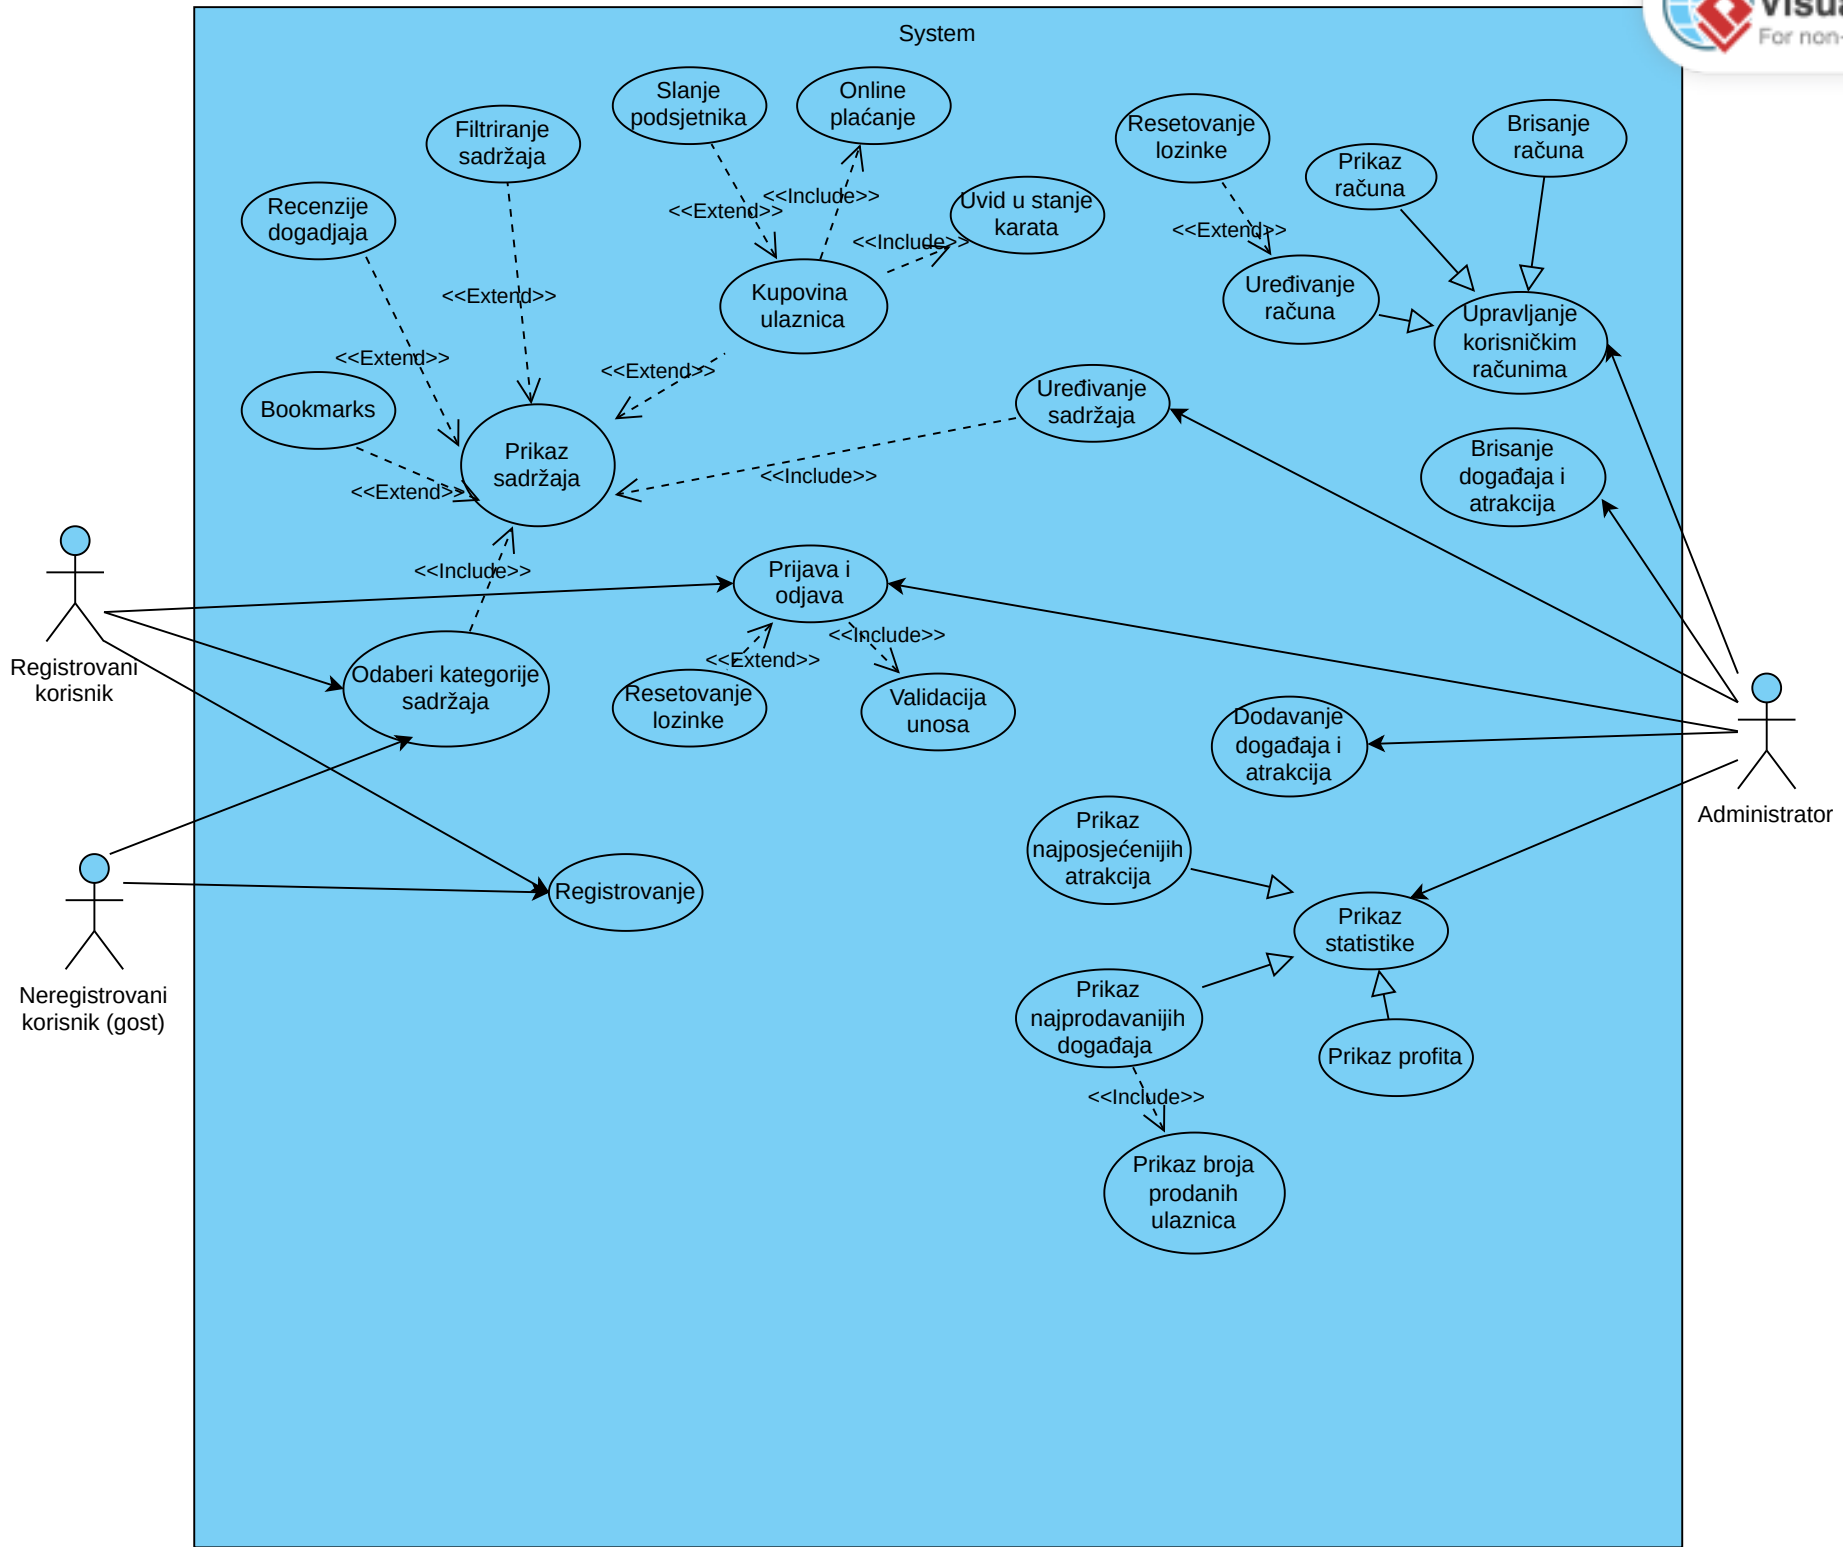 System
Visua
For non-
Slanje
podsjetnika
Online
plaćanje
Filtriranje
sadržaja
Resetovanje
lozinke
Prikaz
računa
Brisanje
računa
Recenzije
dogadjaja
<<Extend>>
<<Include>>
Uvid u stanje
karata
<<Include>>
<<Extend>>
<<Extend>>
Kupovina
ulaznica
Uređivanje
računa
Upravljanje
korisničkim
računima
<<Extend>>
<<Extend>>
Bookmarks
Uređivanje
sadržaja
Prikaz
sadržaja
<<Extend>>
<<Include>>
Brisanje
događaja i
atrakcija
<<Include>>
Prijava i
odjava
Registrovani
korisnik
Odaberi kategorije
sadržaja
<<Extend>>
<<Include>>
Resetovanje
lozinke
Validacija
unosa
Dodavanje
događaja i
atrakcija
Administrator
Prikaz
najposjećenijih
atrakcija
Registrovanje
Prikaz
statistike
Neregistrovani
korisnik (gost)
Prikaz
najprodavanijih
događaja
Prikaz profita
<<Include>>
Prikaz broja
prodanih
ulaznica